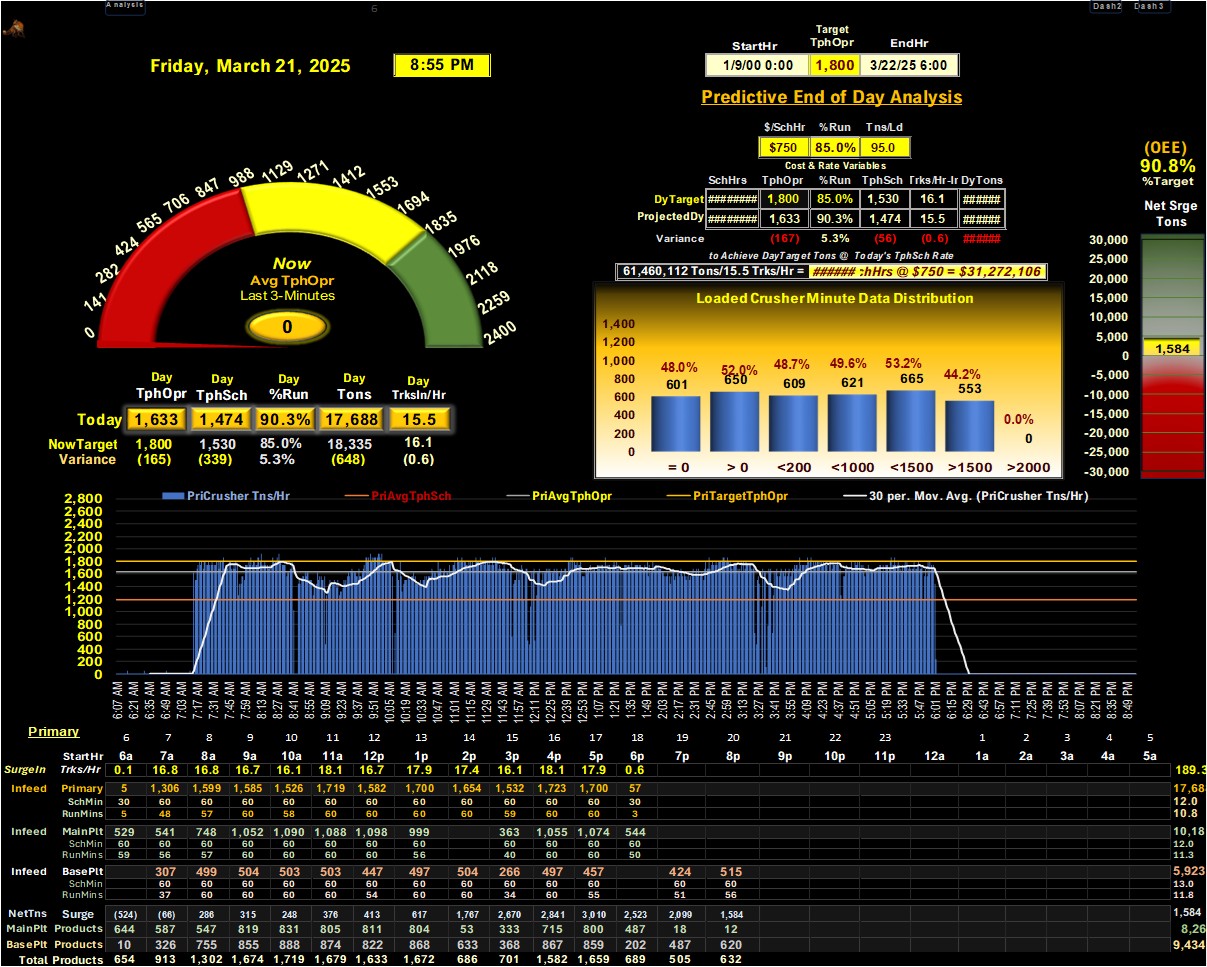 Analysis 6 Dash2 Dash3
StartHr Target TphOpr EndHr
Friday, March 21, 2025 8:55 PM 1/9/00 0:00 1,800 3/22/25 6:00
Predictive End of Day Analysis
$/SchHr %Run Tns/Ld
$750 85.0% 95.0
Cost & Rate Variables
SchHrs TphOpr %Run TphSch Trks/Hr-Ir DyTons
DyTarget ######## 1,800 85.0% 1,530 16.1 ######
ProjectedDy ######## 1,633 90.3% 1,474 15.5 ######
Variance (167) 5.3% (56) (0.6) ######
to Achieve DayTarget Tons @ Today's TphSch Rate
61,460,112 Tons/15.5 Trks/Hr = ###### :hHrs @ $750 = $31,272,106
(OEE)
90.8%
%Target
Net Srge
Tons
30,000
25,000
20,000
15,000
10,000
5,000
1,584
0
-5,000
-10,000
-15,000
-20,000
-25,000
-30,000
0 141 282 424 565 706 847 988 1129 1271 1412 1553 1694 1835 1976 2118 2259 2400
Now
Avg TphOpr
Last 3-Minutes
0
Loaded Crusher Minute Data Distribution
1,400
1,200
1,000
800
600
400
200
0
48.0% 52.0% 48.7% 49.6% 53.2% 44.2% 0.0%
601 650 609 621 665 553 0
= 0 > 0 <200 <1000 <1500 >1500 >2000
Day TphOpr Day TphSch Day %Run Day Tons Day TrksIn/Hr
Today 1,633 1,474 90.3% 17,688 15.5
NowTarget 1,800 1,530 85.0% 18,335 16.1
Variance (165) (339) 5.3% (648) (0.6)
PriCrusher Tns/Hr PriAvgTphSch PriAvgTphOpr PriTargetTphOpr 30 per. Mov. Avg. (PriCrusher Tns/Hr)
2,800
2,600
2,400
2,200
2,000
1,800
1,600
1,400
1,200
1,000
800
600
400
200
0
6:07 AM 6:21 AM 6:35 AM 6:49 AM 7:03 AM 7:17 AM 7:31 AM 7:45 AM 7:59 AM 8:13 AM 8:27 AM 8:41 AM 8:55 AM 9:09 AM 9:23 AM 9:37 AM 9:51 AM 10:05 AM 10:19 AM 10:33 AM 10:47 AM 11:01 AM 11:15 AM 11:29 AM 11:43 AM 11:57 AM 12:11 PM 12:25 PM 12:39 PM 12:53 PM 1:07 PM 1:21 PM 1:35 PM 1:49 PM 2:03 PM 2:17 PM 2:31 PM 2:45 PM 2:59 PM 3:13 PM 3:27 PM 3:41 PM 3:55 PM 4:09 PM 4:23 PM 4:37 PM 4:51 PM 5:05 PM 5:19 PM 5:33 PM 5:47 PM 6:01 PM 6:15 PM 6:29 PM 6:43 PM 6:57 PM 7:11 PM 7:25 PM 7:39 PM 7:53 PM 8:07 PM 8:21 PM 8:35 PM 8:49 PM
Primary
6 7 8 9 10 11 12 13 14 15 16 17 18 19 20 21 22 23 1 2 3 4 5
StartHr 6a 7a 8a 9a 10a 11a 12p 1p 2p 3p 4p 5p 6p 7p 8p 9p 10p 11p 12a 1a 2a 3a 4a 5a
SurgeIn Trks/Hr 0.1 16.8 16.8 16.7 16.1 18.1 16.7 17.9 17.4 16.1 18.1 17.9 0.6 189.3
Infeed Primary 5 1,306 1,599 1,585 1,526 1,719 1,582 1,700 1,654 1,532 1,723 1,700 57 17,68
SchMin 30 60 60 60 60 60 60 60 60 60 60 60 30 12.0
RunMins 5 48 57 60 58 60 60 60 60 59 60 60 3 10.8
Infeed MainPlt 529 541 748 1,052 1,090 1,088 1,098 999 363 1,055 1,074 544 10,18
SchMin 60 60 60 60 60 60 60 60 60 60 60 60 12.0
RunMins 59 56 57 60 60 60 60 56 40 60 60 50 11.3
Infeed BasePlt 307 499 504 503 503 447 497 504 266 497 457 424 515 5,923
SchMin 60 60 60 60 60 60 60 60 60 60 60 60 60 13.0
RunMins 37 60 60 60 60 54 60 60 34 60 55 51 56 11.8
NetTns Surge (524) (66) 286 315 248 376 413 617 1,767 2,670 2,841 3,010 2,523 2,099 1,584 1,584
MainPlt Products 644 587 547 819 831 805 811 804 53 333 715 800 487 18 12 8,26
BasePlt Products 10 326 755 855 888 874 822 868 633 368 867 859 202 487 620 9,434
Total Products 654 913 1,302 1,674 1,719 1,679 1,633 1,672 686 701 1,582 1,659 689 505 632